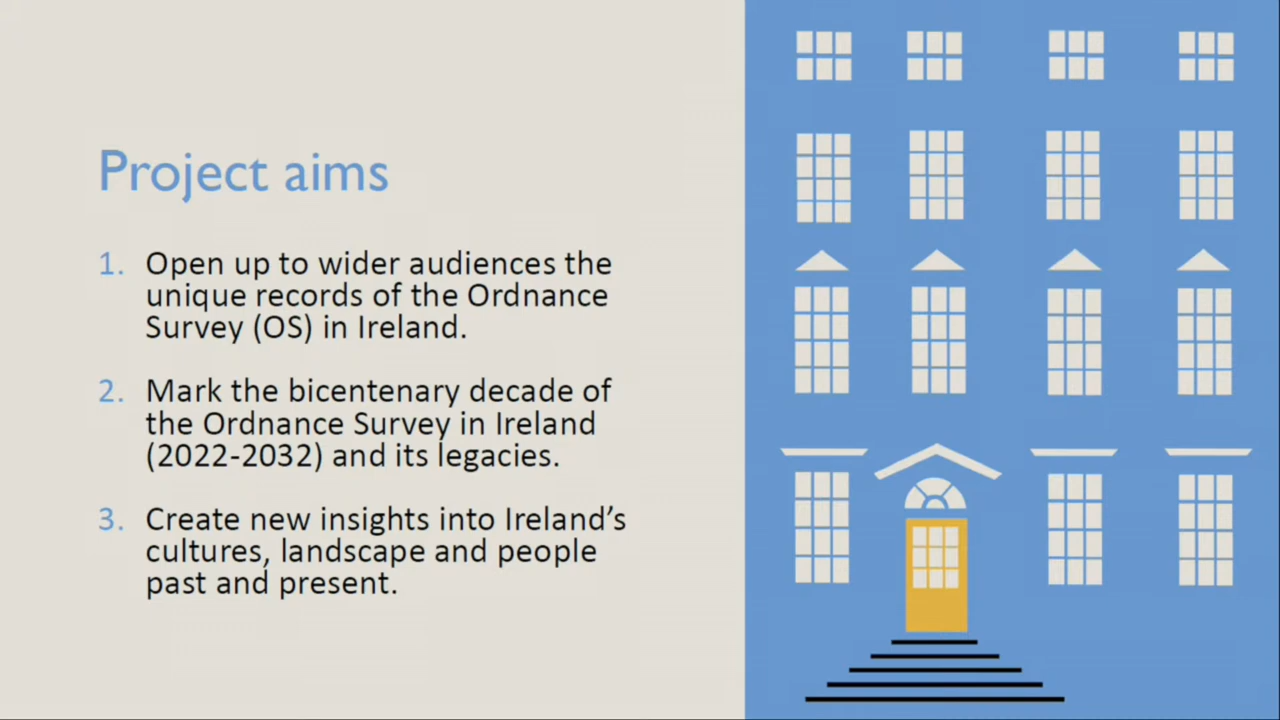 Project aims
1. Open up to wider audiences the
unique records of the Ordnance
Survey (OS) in Ireland.
2. Mark the bicentenary decade of
the Ordnance Survey in Ireland
(2022-2032) and its legacies.
3. Create new insights into Ireland’s
cultures, landscape and people
past and present.